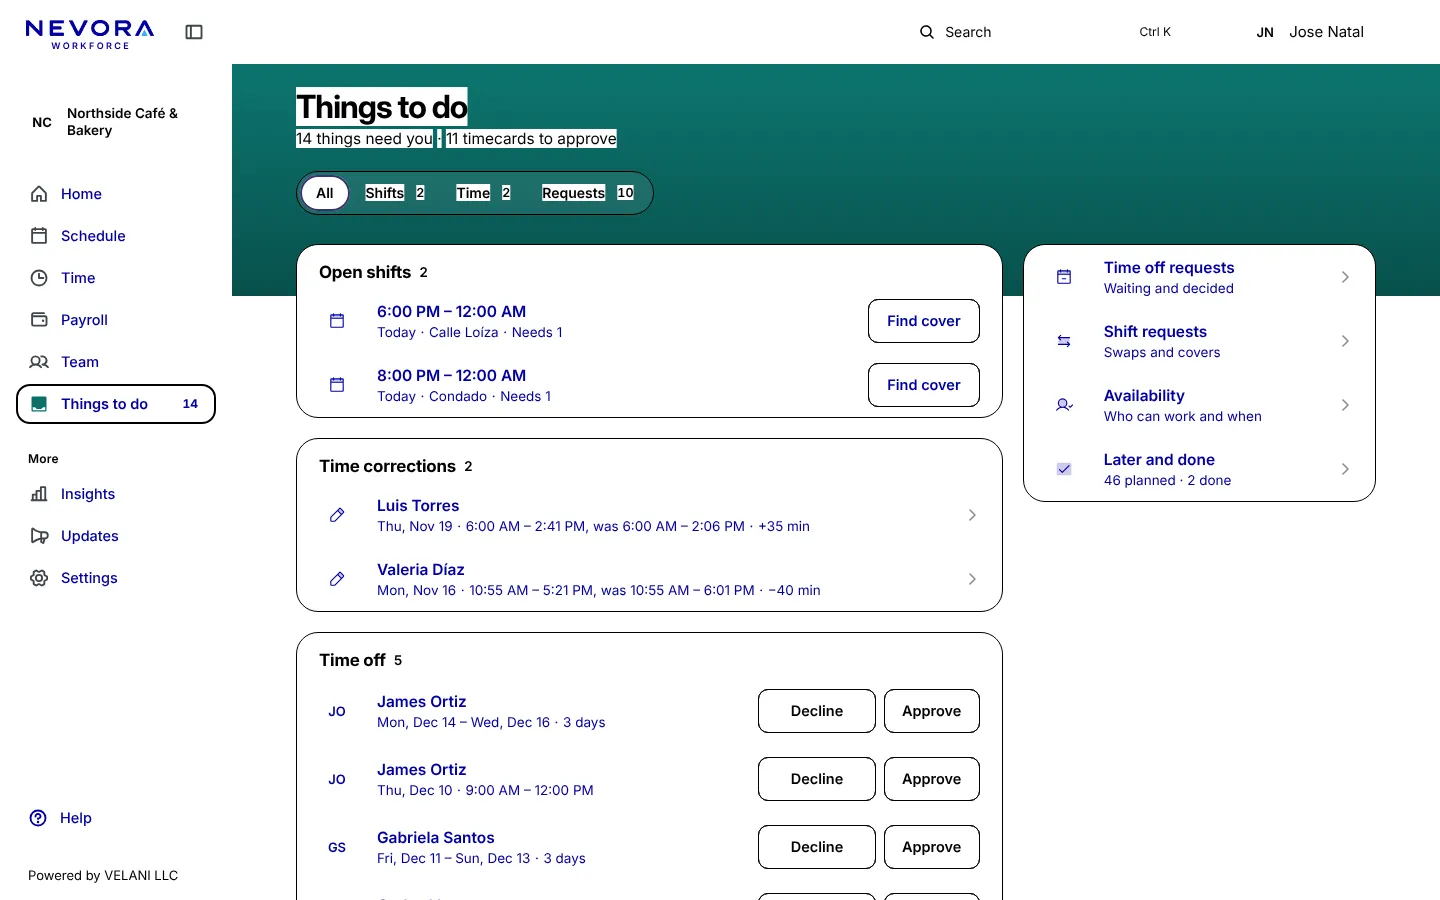 NEVORA
WORKFORCE
Search
Ctrl K
JN
Jose Natal
NC
Northside Café &
Bakery
Home
Schedule
Time
Payroll
Team
Things to do 14
More
Insights
Updates
Settings
Help
Powered by VELANI LLC
Things to do
14 things need you · 11 timecards to approve
All Shifts 2 Time 2 Requests 10
Open shifts 2
6:00 PM – 12:00 AM
Today · Calle Loíza · Needs 1
Find cover
8:00 PM – 12:00 AM
Today · Condado · Needs 1
Find cover
Time corrections 2
Luis Torres
Thu, Nov 19 · 6:00 AM – 2:41 PM, was 6:00 AM – 2:06 PM · +35 min
Valeria Díaz
Mon, Nov 16 · 10:55 AM – 5:21 PM, was 10:55 AM – 6:01 PM · −40 min
Time off 5
JO
James Ortiz
Mon, Dec 14 – Wed, Dec 16 · 3 days
Decline Approve
JO
James Ortiz
Thu, Dec 10 · 9:00 AM – 12:00 PM
Decline Approve
GS
Gabriela Santos
Fri, Dec 11 – Sun, Dec 13 · 3 days
Decline Approve
Time off requests
Waiting and decided
Shift requests
Swaps and covers
Availability
Who can work and when
Later and done
46 planned · 2 done